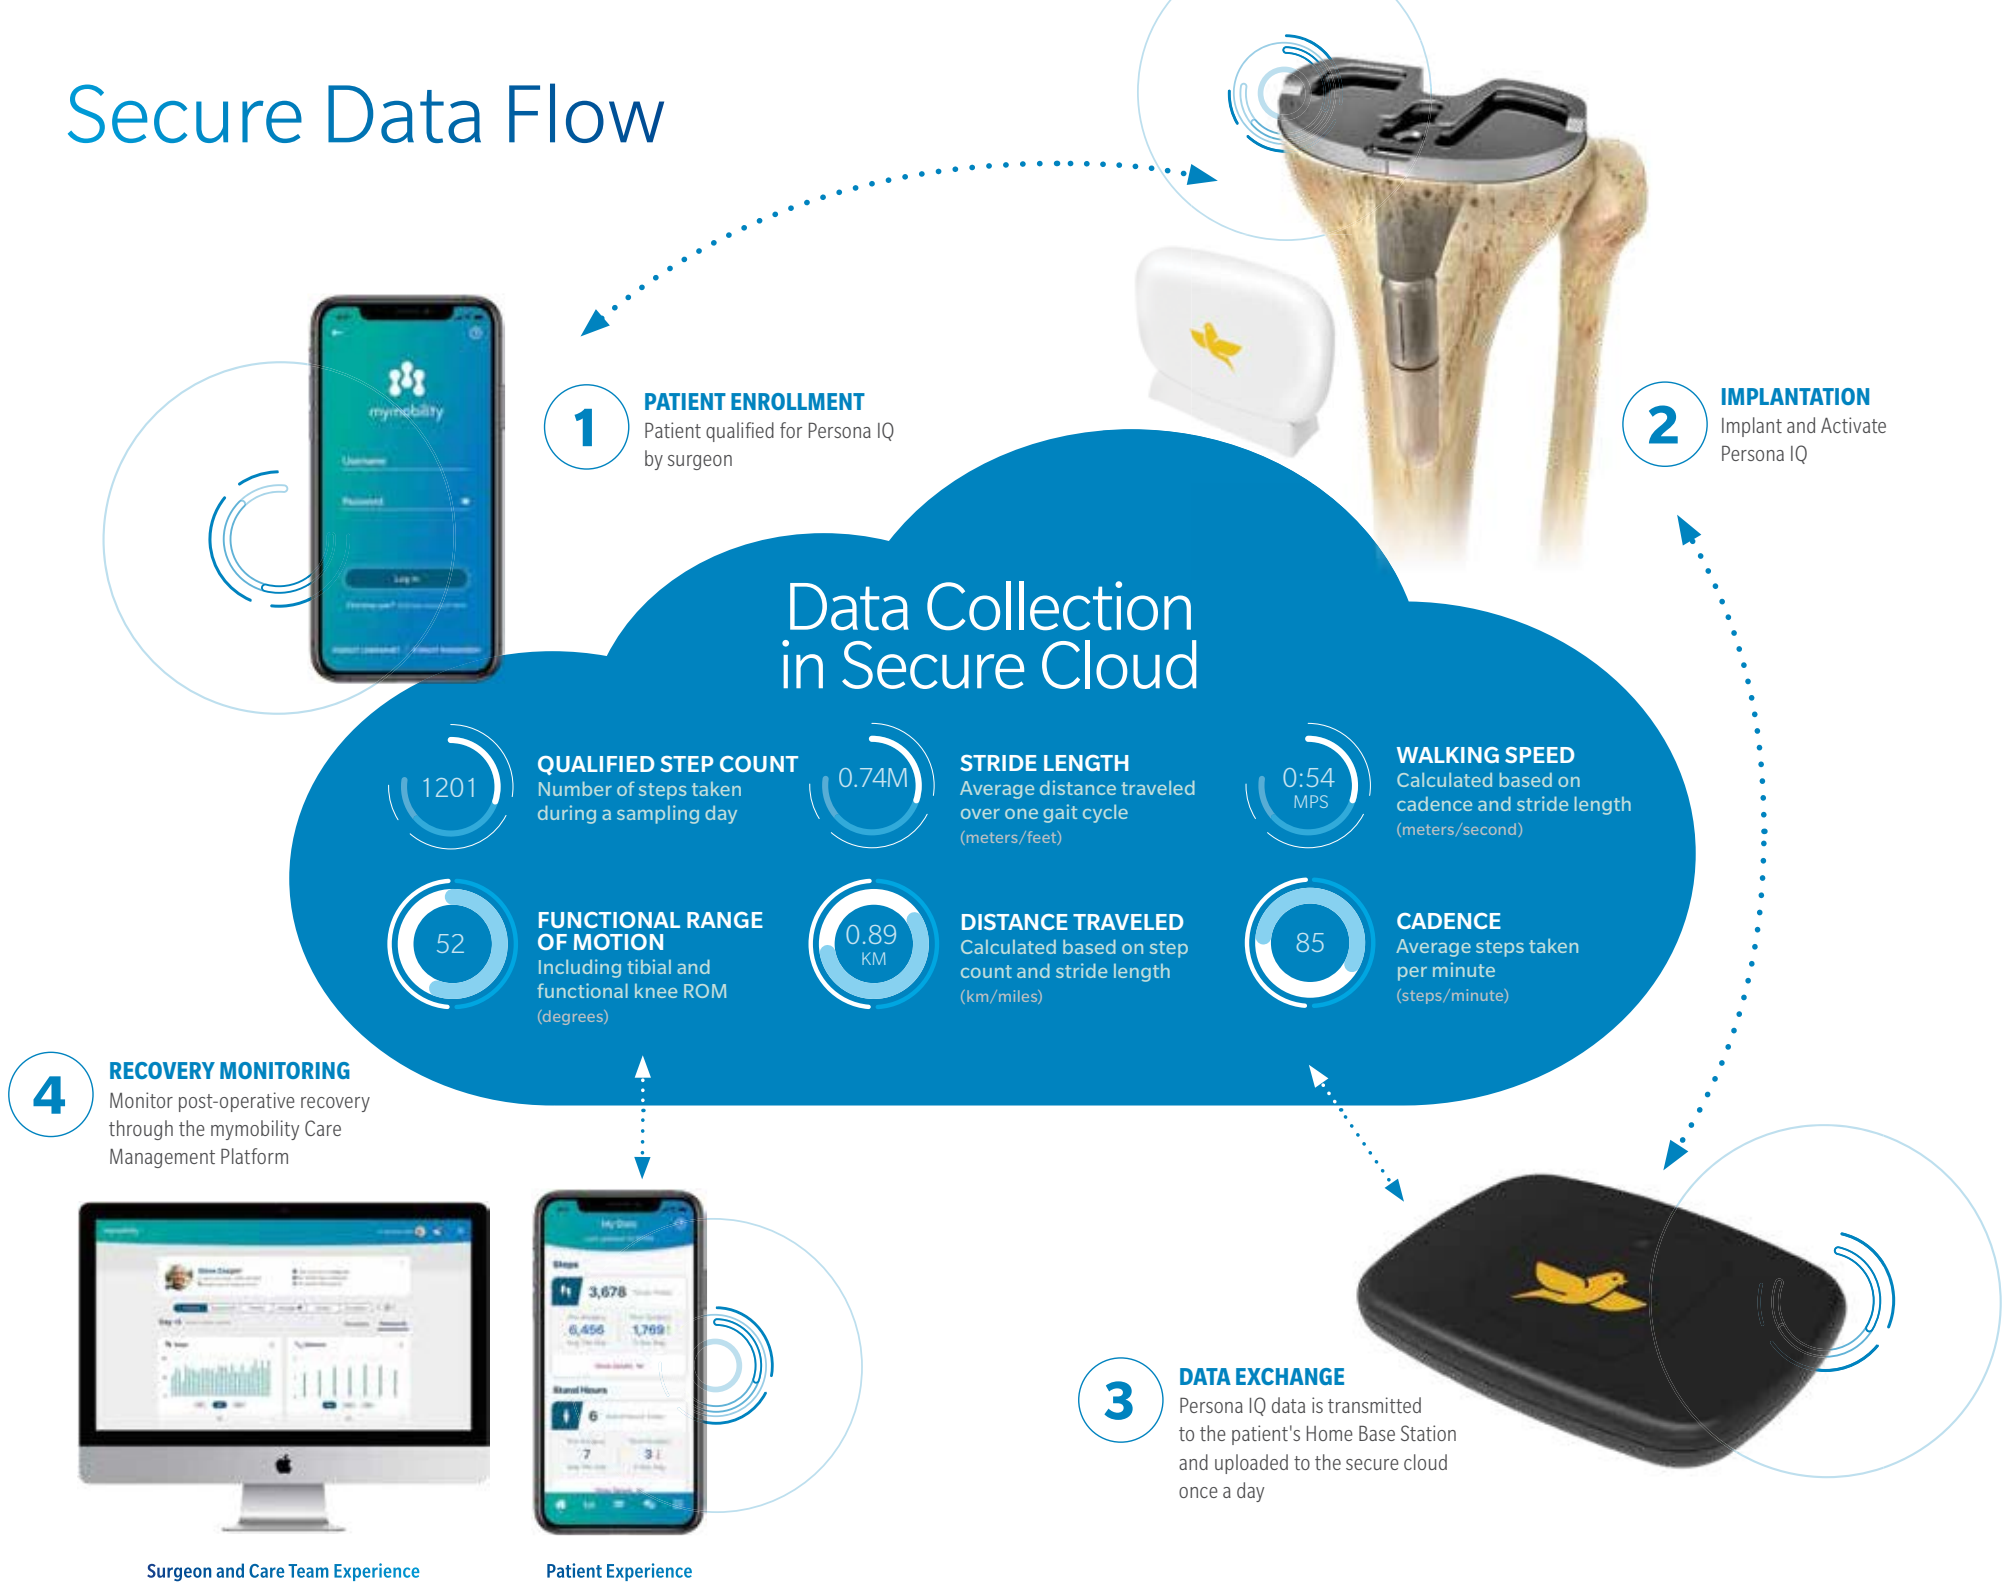 Secure Data Flow
mymobility
Username
Password
Log In
1
PATIENT ENROLLMENT
Patient qualified for Persona IQ
by surgeon
2
IMPLANTATION
Implant and Activate
Persona IQ
Data Collection
in Secure Cloud
1201
QUALIFIED STEP COUNT
Number of steps taken
during a sampling day
0.74M
STRIDE LENGTH
Average distance traveled
over one gait cycle
(meters/feet)
0:54
MPS
WALKING SPEED
Calculated based on
cadence and stride length
(meters/second)
52
FUNCTIONAL RANGE
OF MOTION
Including tibial and
functional knee ROM
(degrees)
0.89
KM
DISTANCE TRAVELED
Calculated based on step
count and stride length
(km/miles)
85
CADENCE
Average steps taken
per minute
(steps/minute)
4
RECOVERY MONITORING
Monitor post-operative recovery
through the mymobility Care
Management Platform
My Data
Steps
3,678
6,456 1,769
Stand Hours
6
7 3
3
DATA EXCHANGE
Persona IQ data is transmitted
to the patient's Home Base Station
and uploaded to the secure cloud
once a day
Surgeon and Care Team Experience
Patient Experience